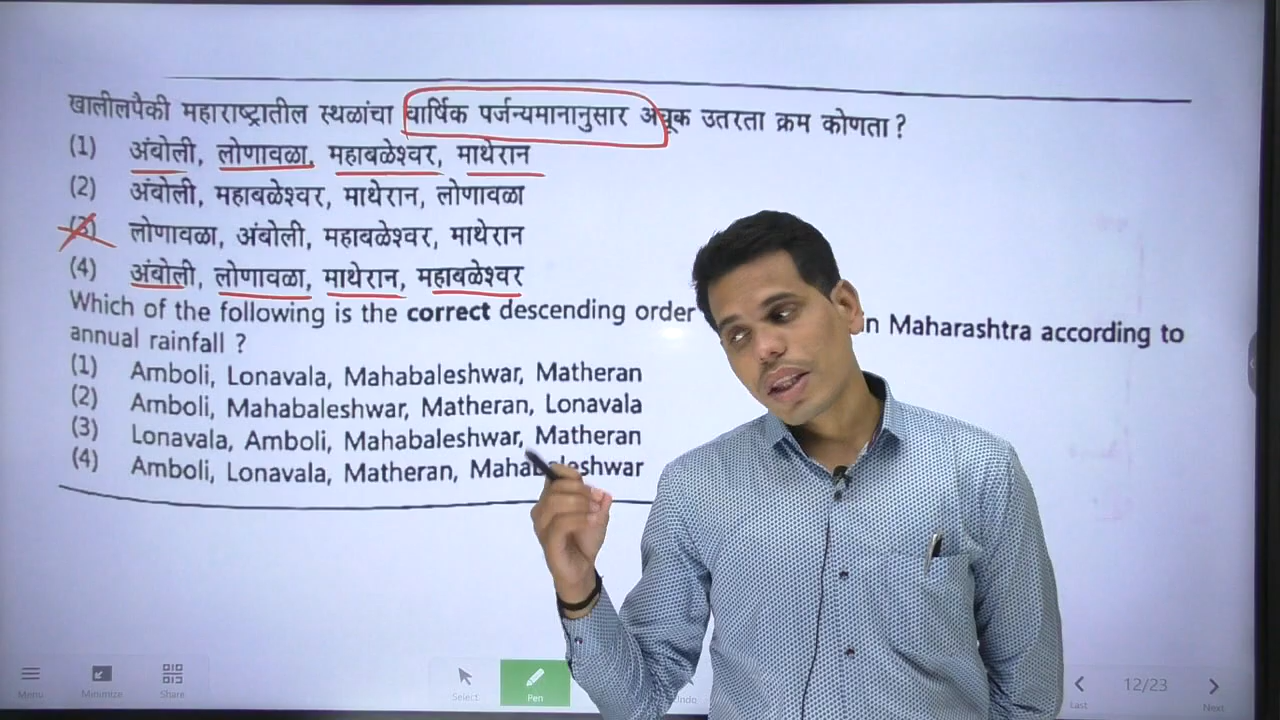 खालीलपैकी महाराष्ट्रातील स्थळांचा वार्षिक पर्जन्यमानानुसार अचूक उतरता क्रम कोणता ?
(1) अंबोली, लोणावळा, महाबळेश्वर, माथेरान
(2) अंबोली, महाबळेश्वर, माथेरान, लोणावळा
(3) लोणावळा, अंबोली, महाबळेश्वर, माथेरान
(4) अंबोली, लोणावळा, माथेरान, महाबळेश्वर
Which of the following is the correct descending order in Maharashtra according to
annual rainfall ?
(1) Amboli, Lonavala, Mahabaleshwar, Matheran
(2) Amboli, Mahabaleshwar, Matheran, Lonavala
(3) Lonavala, Amboli, Mahabaleshwar, Matheran
(4) Amboli, Lonavala, Matheran, Mahabaleshwar
Menu Minimize Share Select Pen Undo Last 12/23 Next